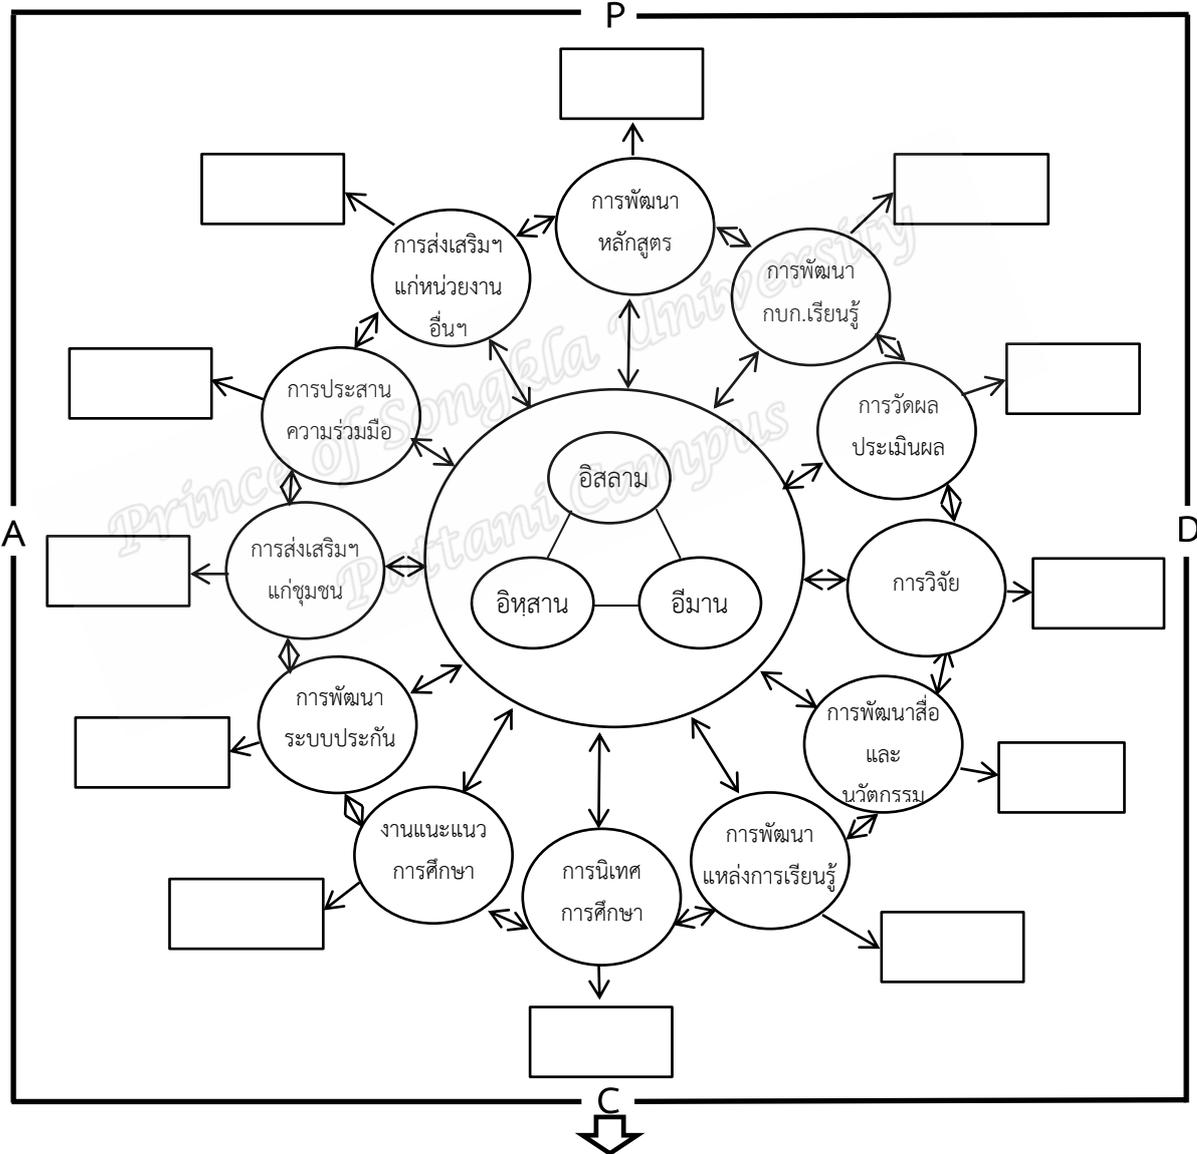 P
การพัฒนา
หลักสูตร
การส่งเสริมฯ
แก่หน่วยงาน
อื่นฯ
การพัฒนา
กบก.เรียนรู้
การประสาน
ความร่วมมือ
การวัดผล
ประเมินผล
อิสลาม
A
D
การส่งเสริมฯ
แก่ชุมชน
การวิจัย
อิหฺสาน
อีมาน
การพัฒนา
ระบบประกัน
การพัฒนาสื่อ
และ
นวัตกรรม
งานแนะแนว
การศึกษา
การนิเทศ
การศึกษา
การพัฒนา
แหล่งการเรียนรู้
C
Prince of Songkla University
Pattani Campus